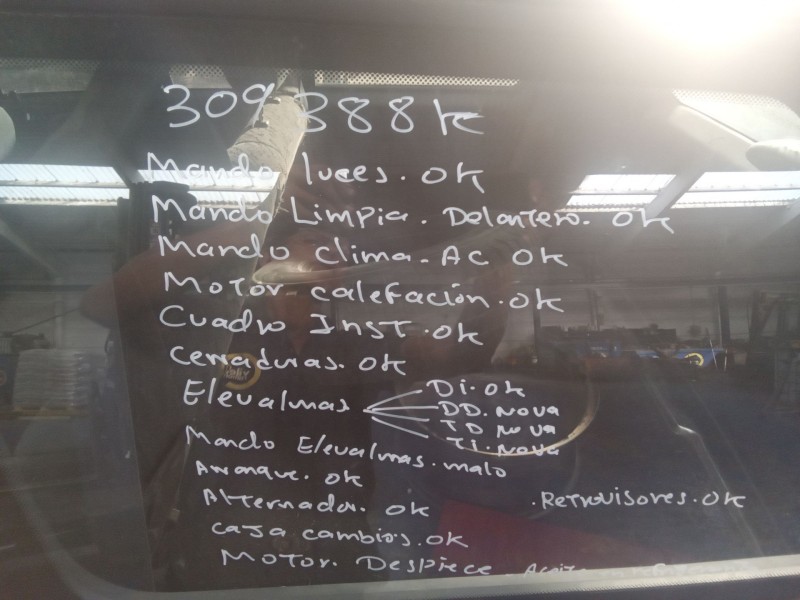 309388k
Mando luces. OK
Mando Limpia. Delantero. OK
Mando clima. AC OK
Motor calefación. OK
Cuadro INST. OK
Cerraduras. OK
Elevalunas
DI. OK
DD. NOVA
TD NOVA
TI. NOVA
Mando Elevalunas. malo
Arranque. OK
Alternador. OK
.Retrovisores. OK
caja cambios. OK
Motor. Despiece